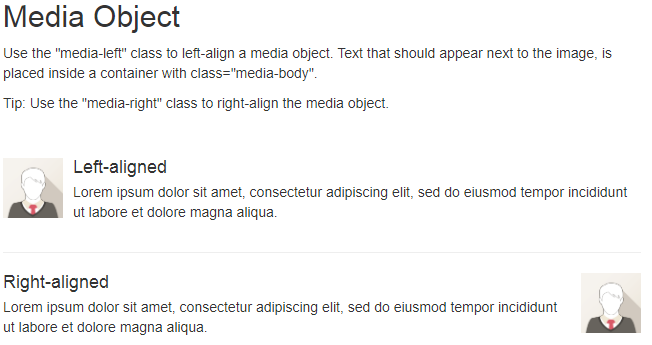 Media Object
Use the "media-left" class to left-align a media object. Text that should appear next to the image, is
placed inside a container with class="media-body".
Tip: Use the "media-right" class to right-align the media object.
Left-aligned
Lorem ipsum dolor sit amet, consectetur adipiscing elit, sed do eiusmod tempor incididunt
ut labore et dolore magna aliqua.
Right-aligned
Lorem ipsum dolor sit amet, consectetur adipiscing elit, sed do eiusmod tempor incididunt
ut labore et dolore magna aliqua.